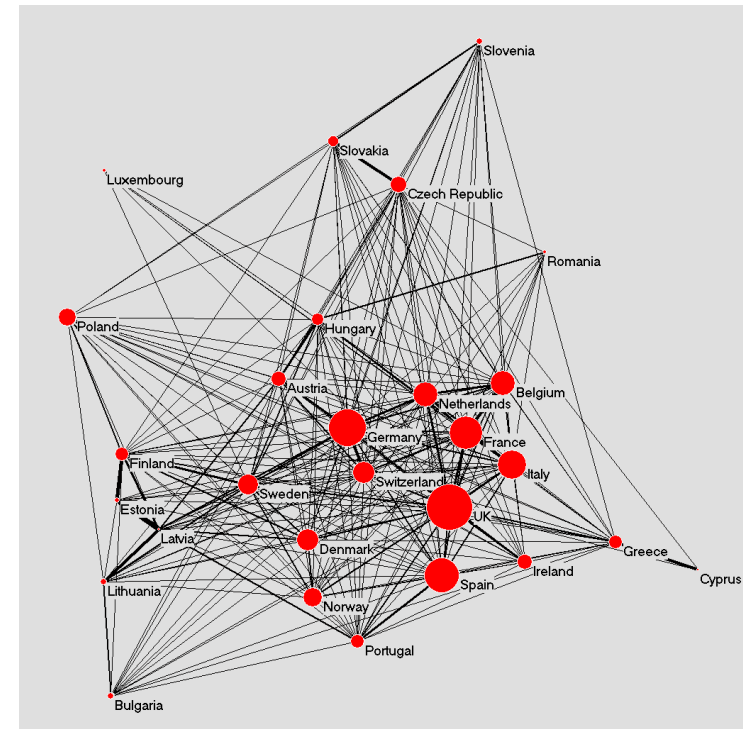 Slovenia
Slovakia
Luxembourg
Czech Republic
Romania
Poland
Hungary
Austria
Belgium
Netherlands
Germany
France
Finland
Switzerland
Italy
Sweden
Estonia
UK
Latvia
Denmark
Greece
Ireland
Cyprus
Spain
Lithuania
Norway
Portugal
Bulgaria